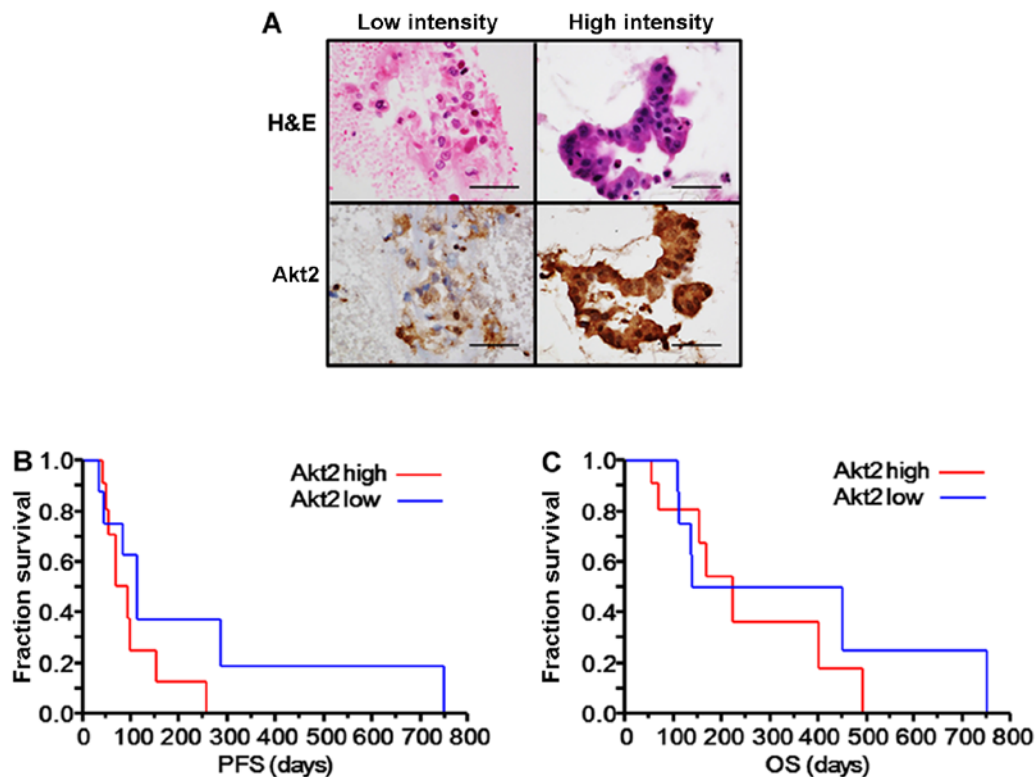 A
Low intensity
High intensity
H&E
Akt2
B
1.0
0.8
0.6
0.4
0.2
0.0
Fraction survival
Akt2 high
Akt2 low
0 100 200 300 400 500 600 700 800
PFS (days)
C
1.0
0.8
0.6
0.4
0.2
0.0
Fraction survival
Akt2 high
Akt2 low
0 100 200 300 400 500 600 700 800
OS (days)